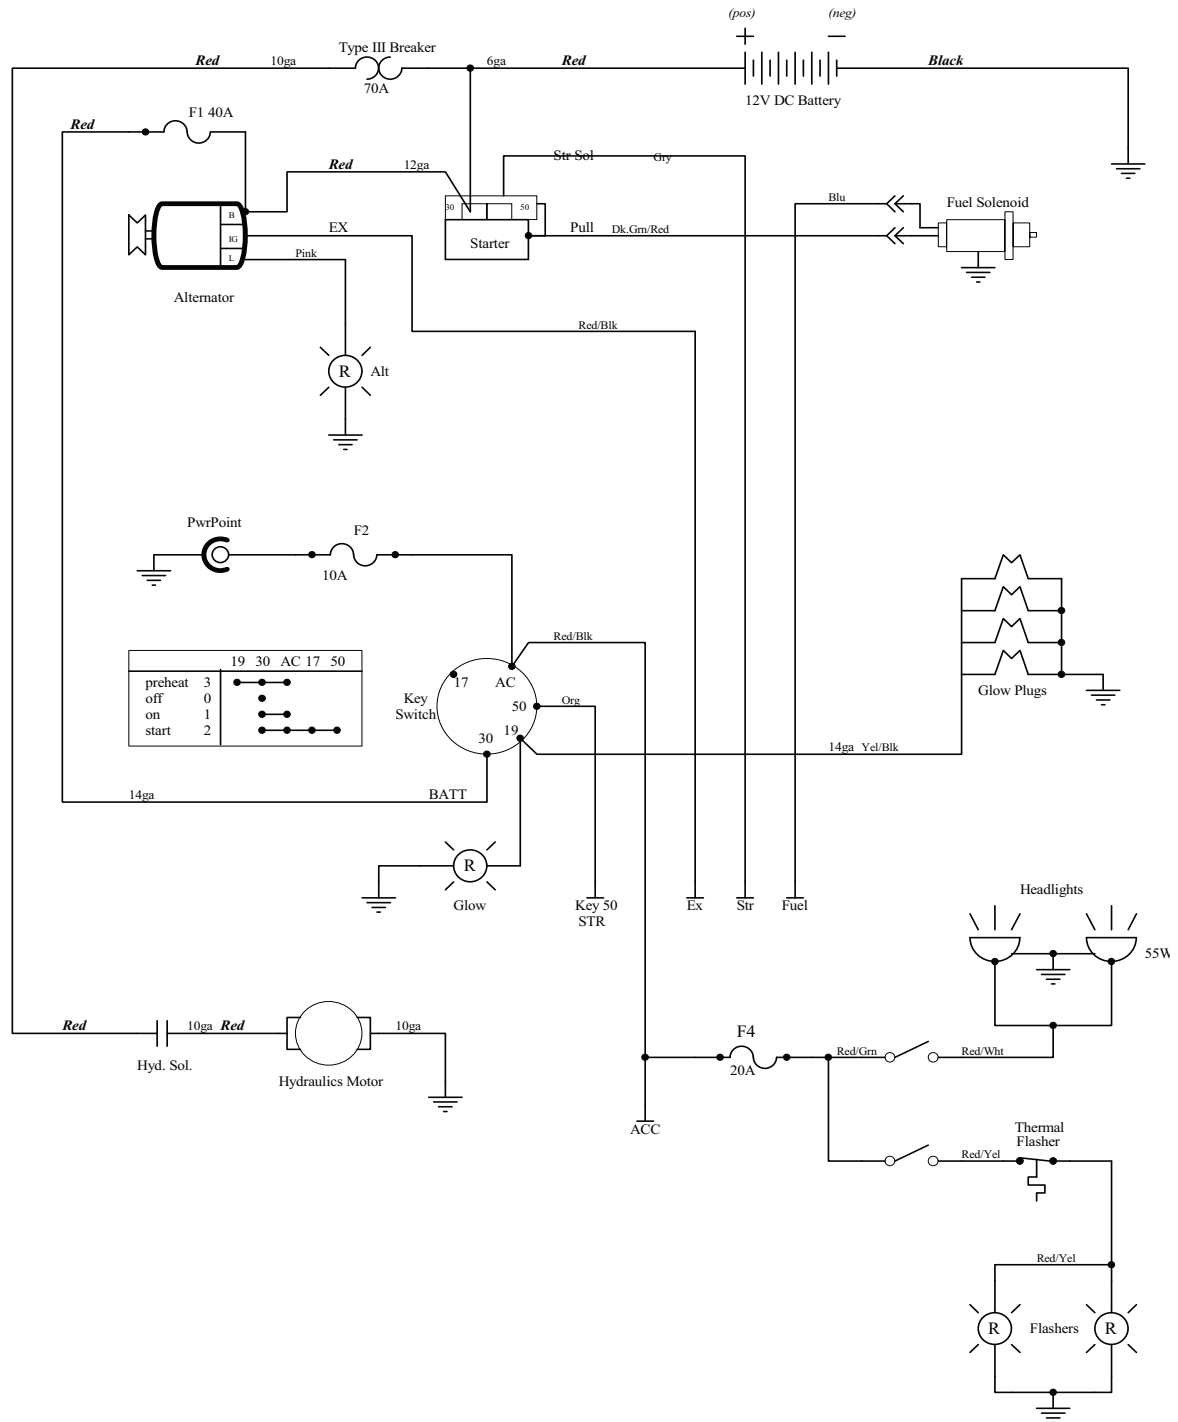 (pos) (neg)
+ −
Type III Breaker
Red 10ga 6ga Red Black
70A
12V DC Battery
F1 40A
Red
Str Sol Gry
Red 12ga
Blu Fuel Solenoid
30 50
B
EX Pull Dk.Grn/Red
IG Starter
Pink
L
Alternator
Red/Blk
R Alt
PwrPoint F2
10A
Red/Blk
19 30 AC 17 50
preheat 3
off 0
on 1
start 2
Key
Switch
17 AC
50
19
30
Org
Glow Plugs
14ga Yel/Blk
14ga BATT
R
Glow
Key 50
STR
Ex Str Fuel
Headlights
55W
Red 10ga Red 10ga
Hyd. Sol.
Hydraulics Motor
F4
20A
Red/Grn Red/Wht
ACC
Thermal
Flasher
Red/Yel
Red/Yel
R Flashers R